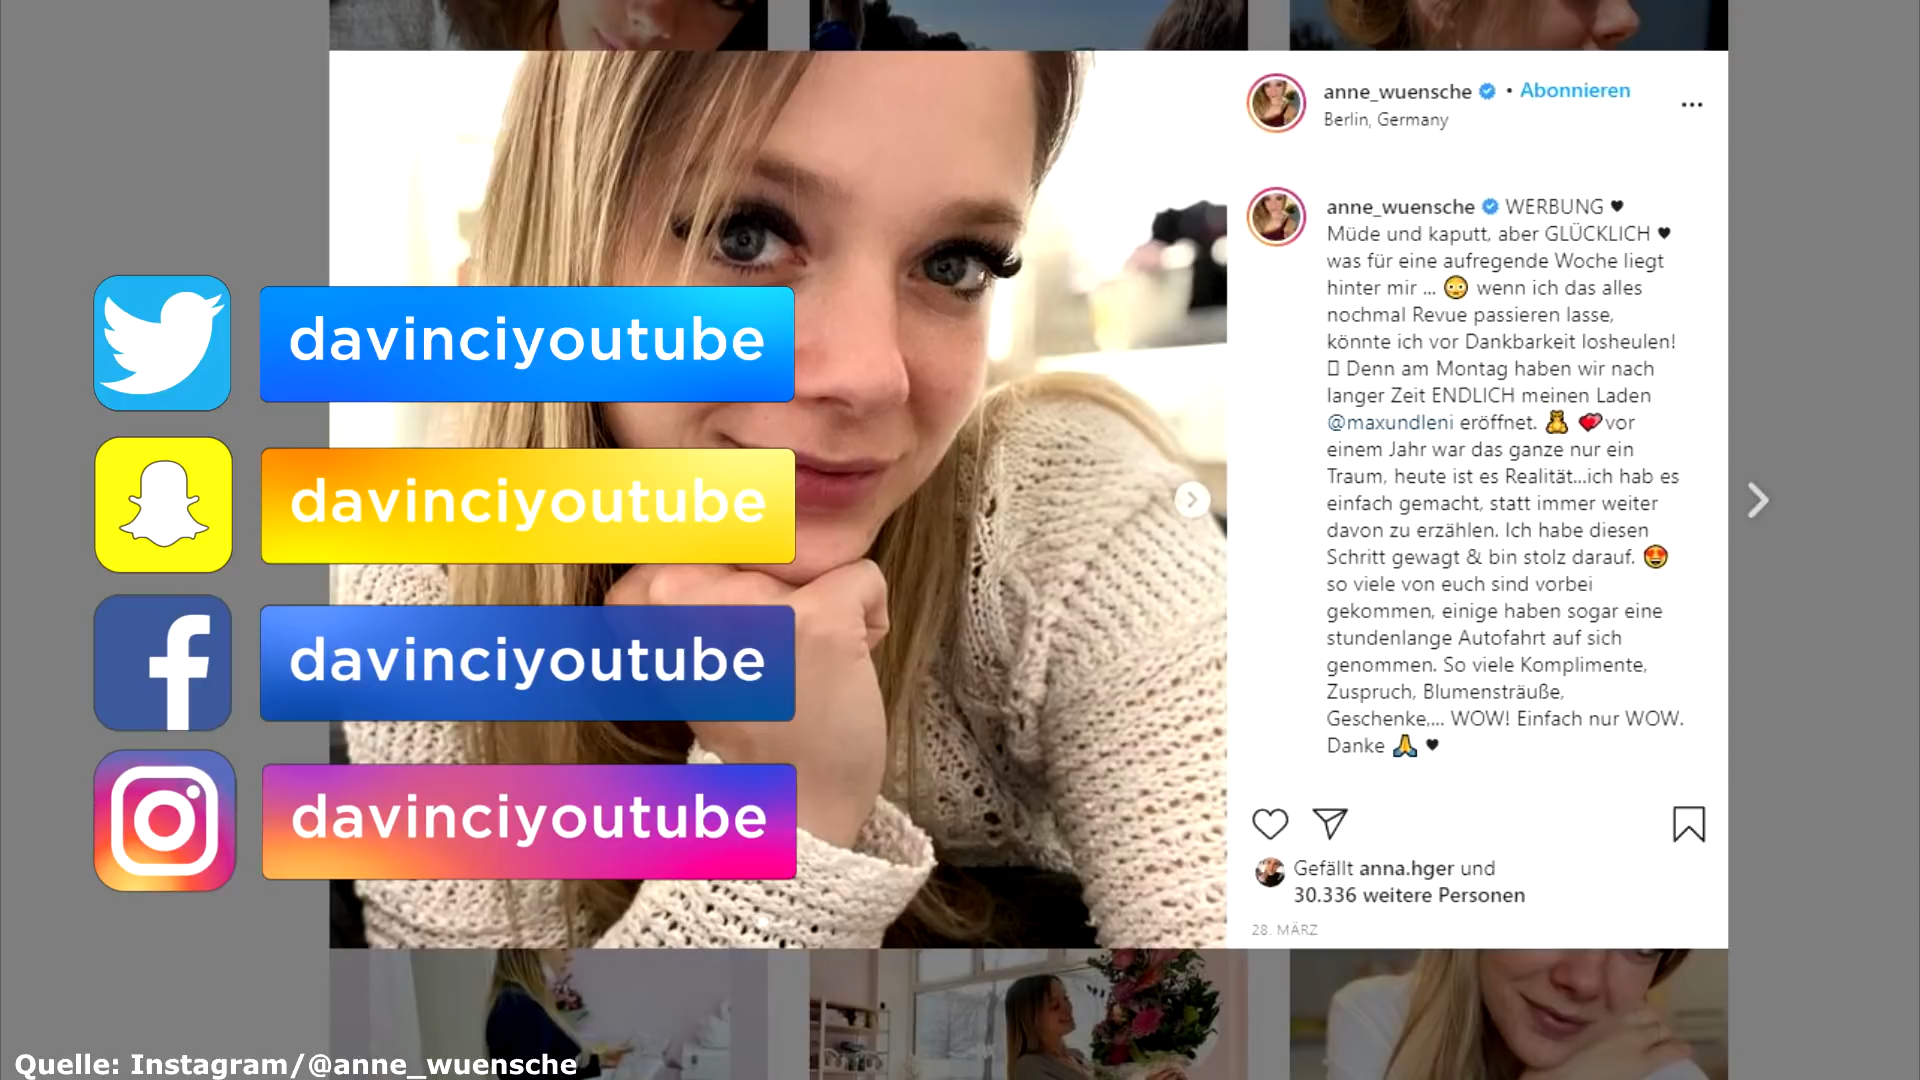 anne_wuensche • Abonnieren
Berlin, Germany
anne_wuensche WERBUNG ♥
Müde und kaputt, aber GLÜCKLICH ♥
was für eine aufregende Woche liegt
hinter mir ... 😳 wenn ich das alles
nochmal Revue passieren lasse,
könnte ich vor Dankbarkeit losheulen!
▯ Denn am Montag haben wir nach
langer Zeit ENDLICH meinen Laden
@maxundleni eröffnet. 🧸 💕vor
einem Jahr war das ganze nur ein
Traum, heute ist es Realität...ich hab es
einfach gemacht, statt immer weiter
davon zu erzählen. Ich habe diesen
Schritt gewagt & bin stolz darauf. 😍
so viele von euch sind vorbei
gekommen, einige haben sogar eine
stundenlange Autofahrt auf sich
genommen. So viele Komplimente,
Zuspruch, Blumensträuße,
Geschenke,... WOW! Einfach nur WOW.
Danke 🙏 ♥
Gefällt anna.hger und
30.336 weitere Personen
28. MÄRZ
davinciyoutube
davinciyoutube
davinciyoutube
davinciyoutube
Quelle: Instagram/@anne_wuensche